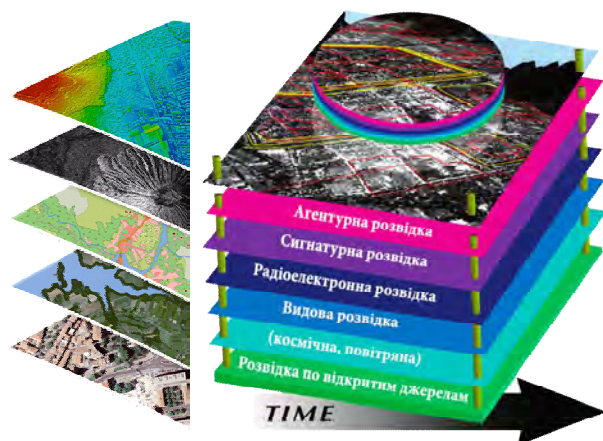 Агентурна розвідка
Сигнатурна розвідка
Радіоелектронна розвідка
Видова розвідка
(космічна, повітряна)
Розвідка по відкритим джерелам
TIME